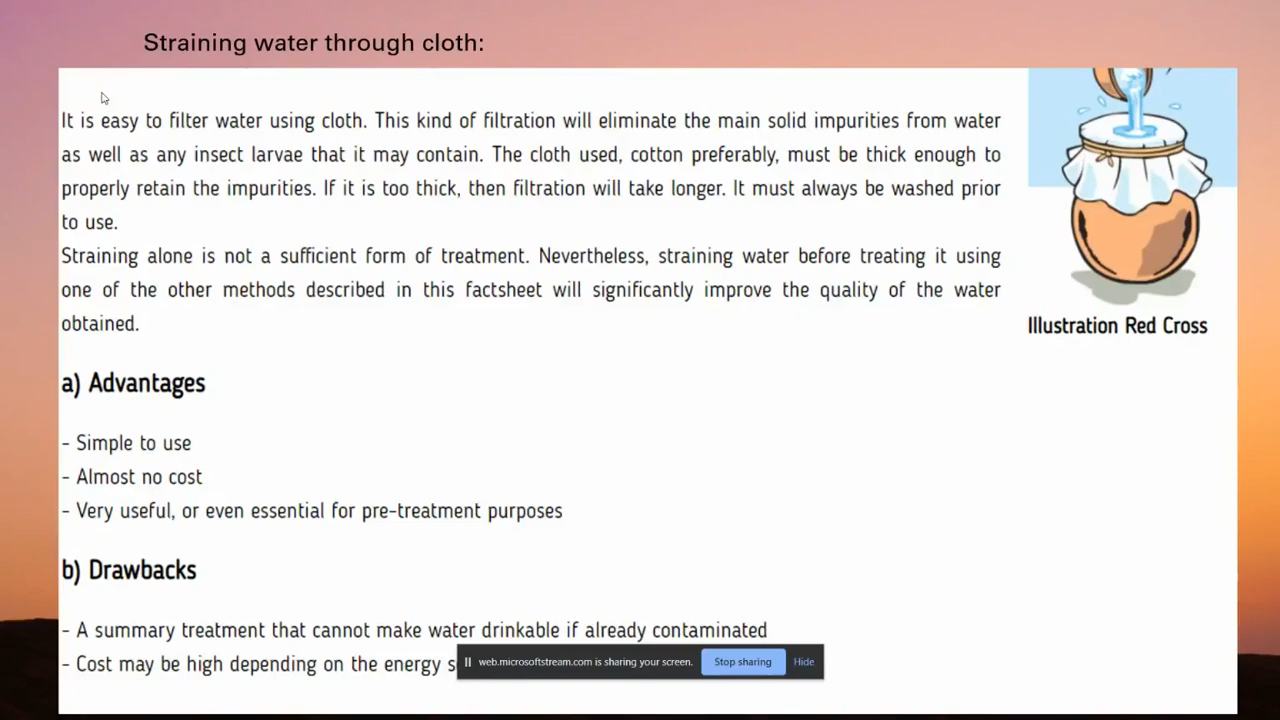 Straining water through cloth:
It is easy to filter water using cloth. This kind of filtration will eliminate the main solid impurities from water
as well as any insect larvae that it may contain. The cloth used, cotton preferably, must be thick enough to
properly retain the impurities. If it is too thick, then filtration will take longer. It must always be washed prior
to use.
Straining alone is not a sufficient form of treatment. Nevertheless, straining water before treating it using
one of the other methods described in this factsheet will significantly improve the quality of the water
obtained.
Illustration Red Cross
a) Advantages
- Simple to use
- Almost no cost
- Very useful, or even essential for pre-treatment purposes
b) Drawbacks
- A summary treatment that cannot make water drinkable if already contaminated
- Cost may be high depending on the energy
web.microsoftstream.com is sharing your screen.
Stop sharing
Hide